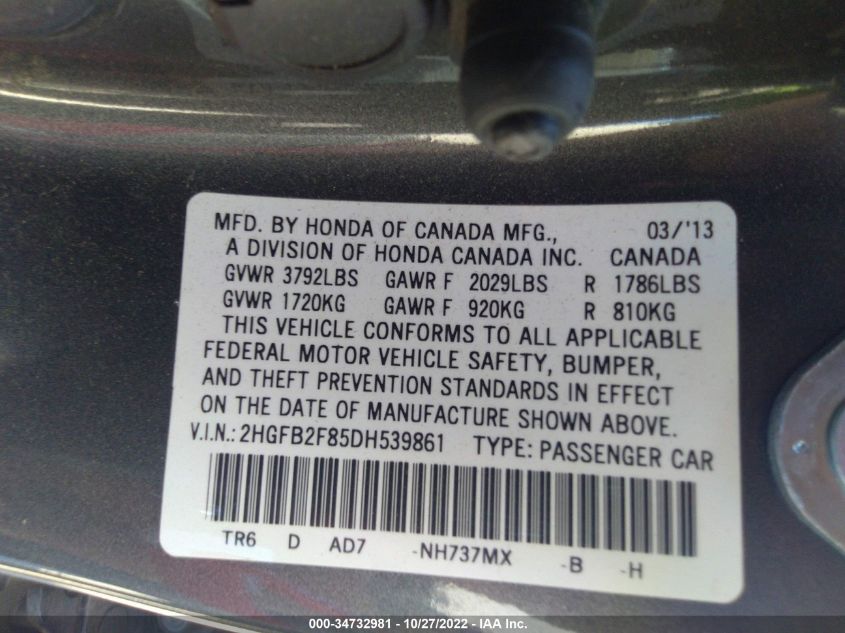 MFD. BY HONDA OF CANADA MFG., 03/'13
A DIVISION OF HONDA CANADA INC. CANADA
GVWR 3792LBS GAWR F 2029LBS R 1786LBS
GVWR 1720KG GAWR F 920KG R 810KG
THIS VEHICLE CONFORMS TO ALL APPLICABLE
FEDERAL MOTOR VEHICLE SAFETY, BUMPER,
AND THEFT PREVENTION STANDARDS IN EFFECT
ON THE DATE OF MANUFACTURE SHOWN ABOVE.
V.I.N.: 2HGFB2F85DH539861 TYPE: PASSENGER CAR
TR6 D AD7 -NH737MX -B -H
000-34732981 - 10/27/2022 - IAA Inc.